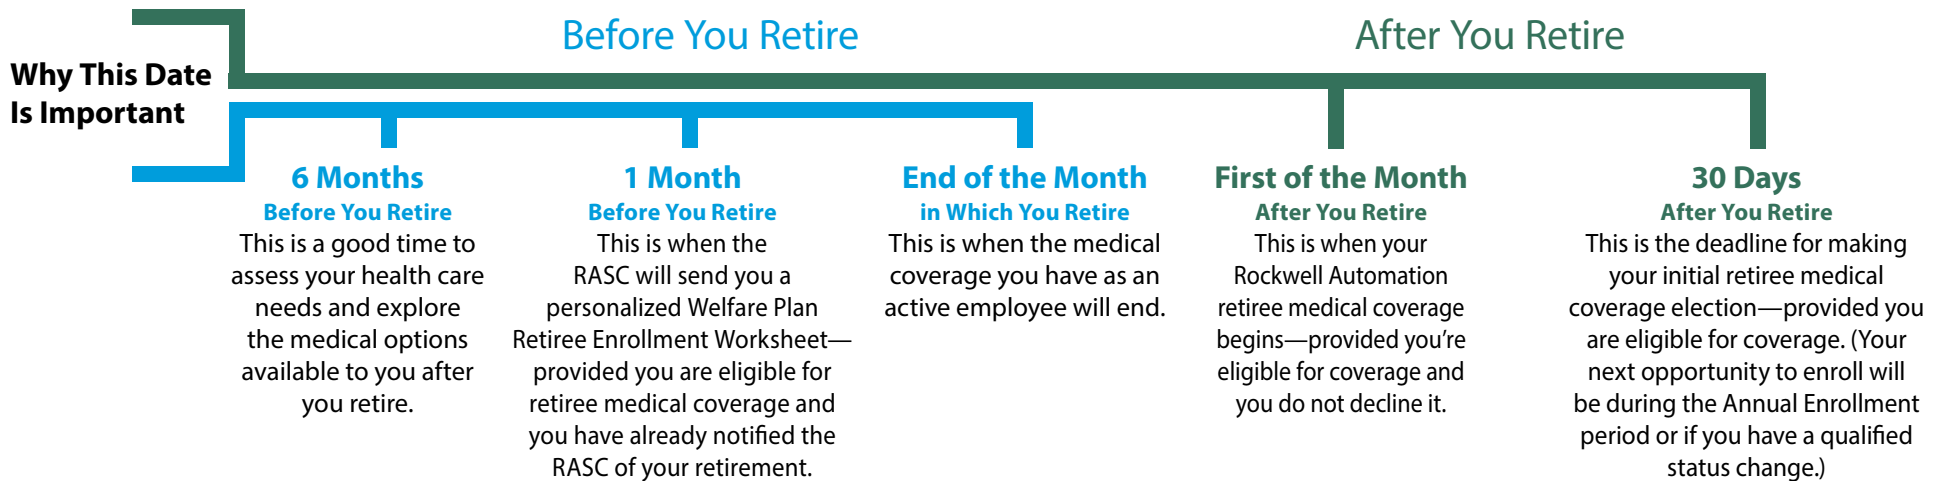 Before You Retire
After You Retire
Why This Date
Is Important
6 Months
Before You Retire
This is a good time to
assess your health care
needs and explore
the medical options
available to you after
you retire.
1 Month
Before You Retire
This is when the
RASC will send you a
personalized Welfare Plan
Retiree Enrollment Worksheet—
provided you are eligible for
retiree medical coverage and
you have already notified the
RASC of your retirement.
End of the Month
in Which You Retire
This is when the medical
coverage you have as an
active employee will end.
First of the Month
After You Retire
This is when your
Rockwell Automation
retiree medical coverage
begins—provided you're
eligible for coverage and
you do not decline it.
30 Days
After You Retire
This is the deadline for making
your initial retiree medical
coverage election—provided you
are eligible for coverage. (Your
next opportunity to enroll will
be during the Annual Enrollment
period or if you have a qualified
status change.)